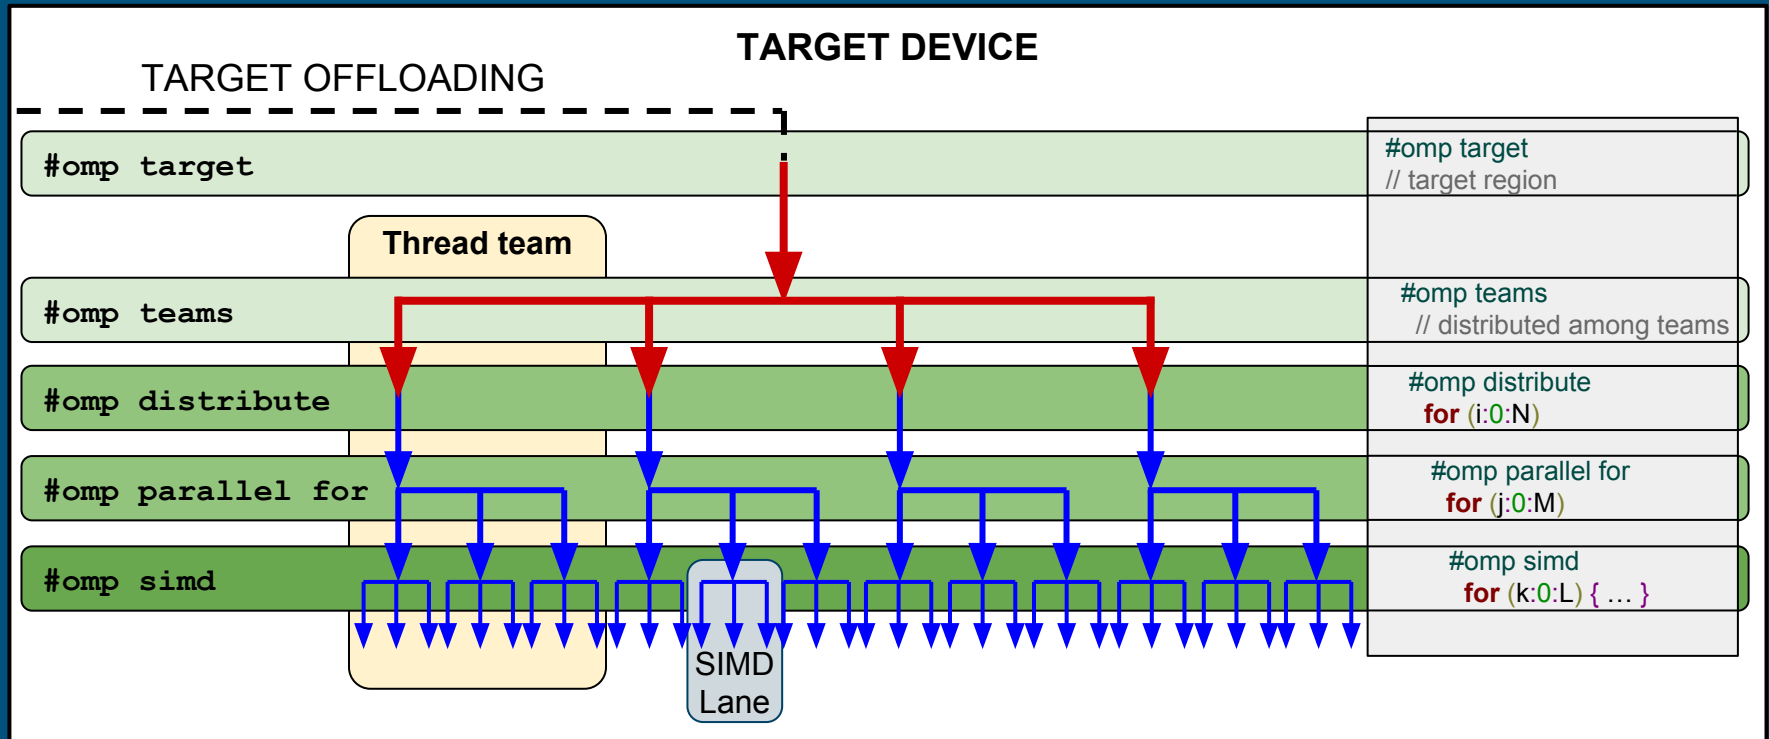 TARGET DEVICE
TARGET OFFLOADING
#omp target
#omp target
// target region
Thread team
#omp teams
#omp teams
// distributed among teams
#omp distribute
#omp distribute
for (i:0:N)
#omp parallel for
#omp parallel for
for (j:0:M)
#omp simd
#omp simd
for (k:0:L) { … }
SIMD
Lane